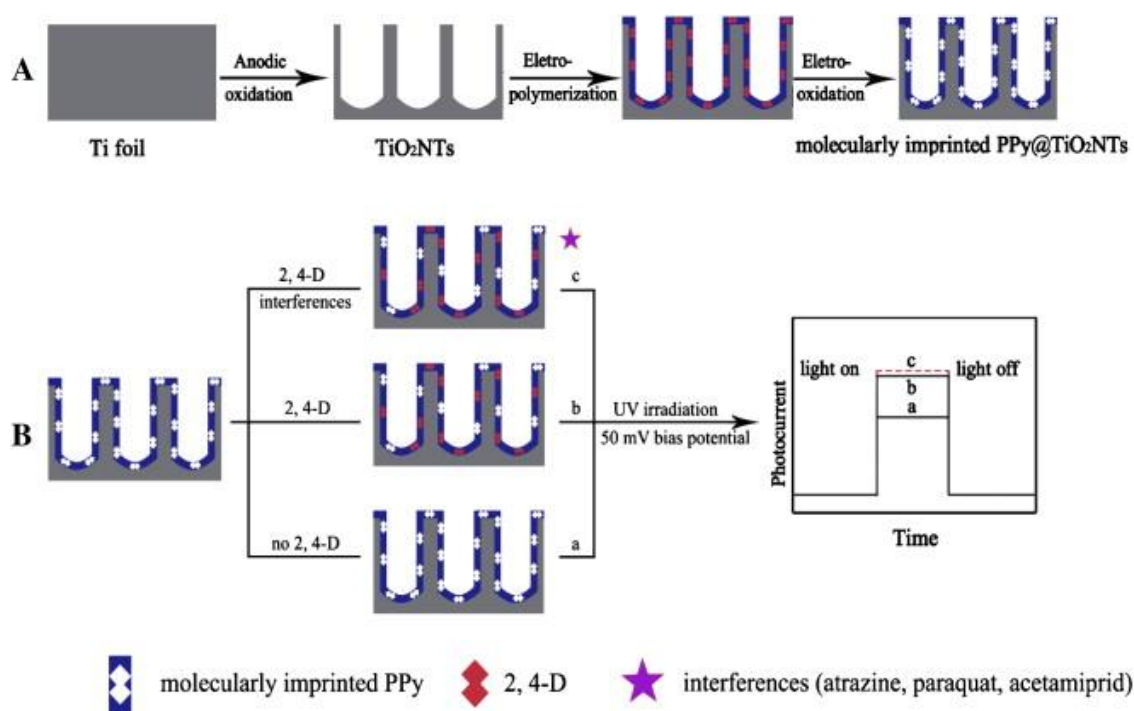 A
Ti foil
Anodic
oxidation
TiO₂NTs
Eletro-
polymerization
Eletro-
oxidation
molecularly imprinted PPy@TiO₂NTs
B
2, 4-D
interferences
c
2, 4-D
b
no 2, 4-D
a
UV irradiation
50 mV bias potential
Photocurrent
light on
c
light off
b
a
Time
molecularly imprinted PPy
2, 4-D
interferences (atrazine, paraquat, acetamiprid)